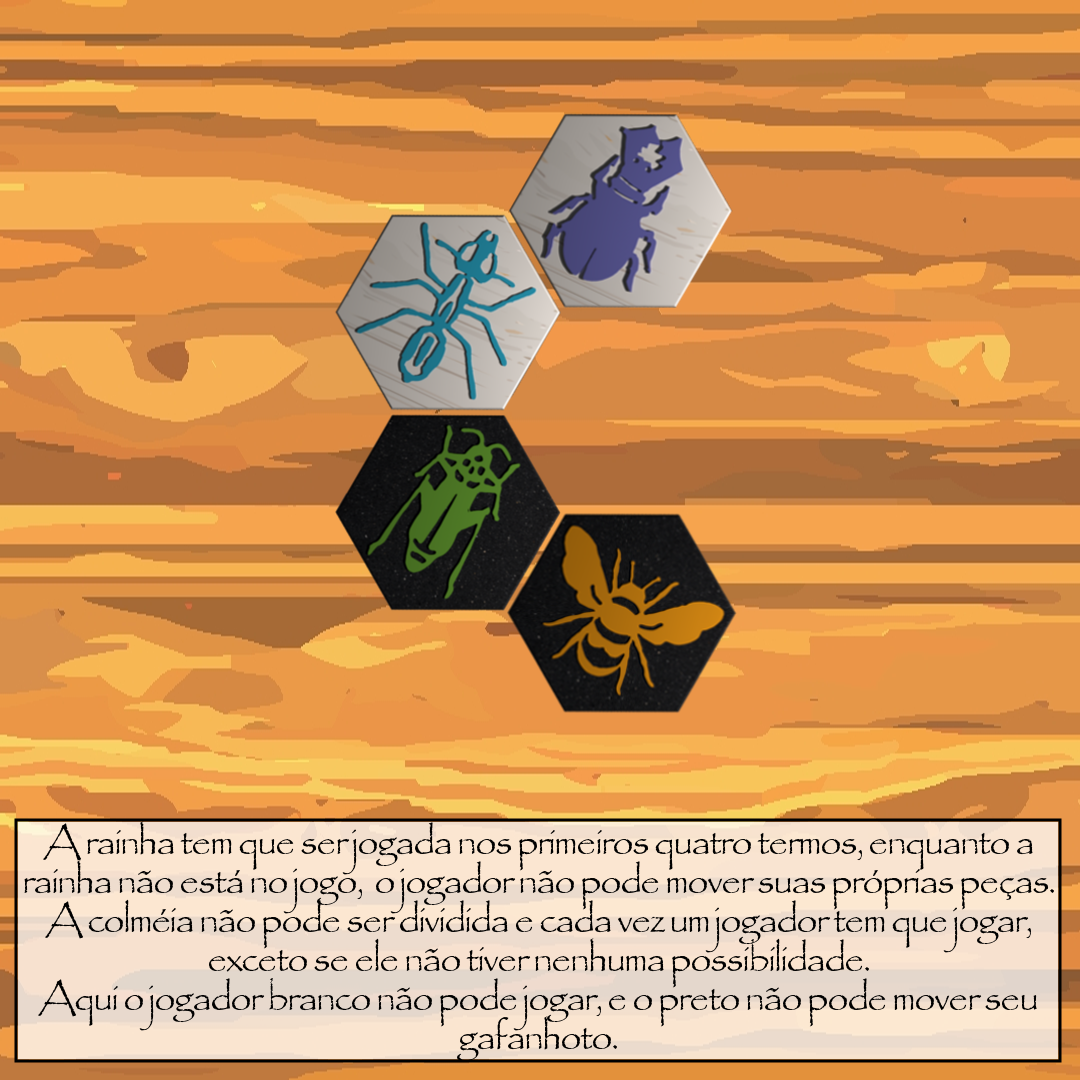 A rainha tem que ser jogada nos primeiros quatro termos, enquanto a
rainha não está no jogo, o jogador não pode mover suas próprias peças.
A colméia não pode ser dividida e cada vez um jogador tem que jogar,
exceto se ele não tiver nenhuma possibilidade.
Aqui o jogador branco não pode jogar, e o preto não pode mover seu
gafanhoto.